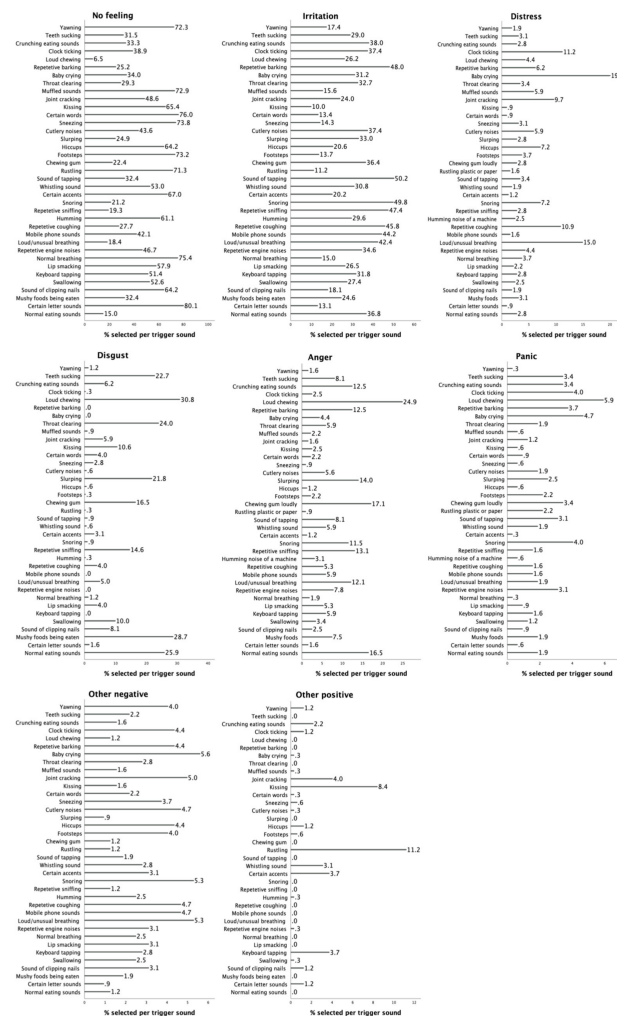 No feeling
Yawning 72.3
Teeth sucking 31.5
Crunching eating sounds 33.3
Clock ticking 38.9
Loud chewing 6.5
Repetetive barking 25.2
Baby crying 34.0
Throat clearing 29.3
Muffled sounds 72.9
Joint cracking 48.6
Kissing 65.4
Certain words 76.0
Sneezing 73.8
Cutlery noises 43.6
Slurping 24.9
Hiccups 64.2
Footsteps 73.2
Chewing gum 22.4
Rustling 71.3
Sound of tapping 32.4
Whistling sound 53.0
Certain accents 67.0
Snoring 21.2
Repetetive sniffing 19.3
Humming 61.1
Repetetive coughing 27.7
Mobile phone sounds 42.1
Loud/unusual breathing 18.4
Repetetive engine noises 46.7
Normal breathing 75.4
Lip smacking 57.9
Keyboard tapping 51.4
Swallowing 52.6
Sound of clipping nails 64.2
Mushy foods being eaten 32.4
Certain letter sounds 80.1
Normal eating sounds 15.0
0 20 40 60 80 100
% selected per trigger sound
Irritation
Yawning 17.4
Teeth sucking 29.0
Crunching eating sounds 38.0
Clock ticking 37.4
Loud chewing 26.2
Repetetive barking 48.0
Baby crying 31.2
Throat clearing 32.7
Muffled sounds 15.6
Joint cracking 24.0
Kissing 10.0
Certain words 13.4
Sneezing 14.3
Cutlery noises 37.4
Slurping 33.0
Hiccups 20.6
Footsteps 13.7
Chewing gum 36.4
Rustling 11.2
Sound of tapping 50.2
Whistling sound 30.8
Certain accents 20.2
Snoring 49.8
Repetetive sniffing 47.4
Humming 29.6
Repetetive coughing 45.8
Mobile phone sounds 44.2
Loud/unusual breathing 42.4
Repetetive engine noises 34.6
Normal breathing 15.0
Lip smacking 26.5
Keyboard tapping 31.8
Swallowing 27.4
Sound of clipping nails 18.1
Mushy foods being eaten 24.6
Certain letter sounds 13.1
Normal eating sounds 36.8
0 10 20 30 40 50 60
% selected per trigger sound
Distress
Yawning 1.9
Teeth sucking 3.1
Crunching eating sounds 2.8
Clock ticking 11.2
Loud chewing 4.4
Repetitive barking 6.2
Baby crying 19
Throat clearing 3.4
Muffled sounds 5.9
Joint cracking 9.7
Kissing .9
Certain words .9
Sneezing 3.1
Cutlery noises 5.9
Slurping 2.8
Hiccups 7.2
Footsteps 3.7
Chewing gum loudly 2.8
Rustling plastic or paper 1.6
Sound of tapping 3.4
Whistling sound 1.9
Certain accents 1.2
Snoring 7.2
Repetitive sniffing 2.8
Humming noise of a machine 2.5
Repetitive coughing 10.9
Mobile phone sounds 1.6
Loud/unusual breathing 15.0
Repetitive engine noises 4.4
Normal breathing 3.7
Lip smacking 2.2
Keyboard tapping 2.8
Swallowing 2.5
Sound of clipping nails 1.9
Mushy foods 3.1
Certain letter sounds .9
Normal eating sounds 2.8
0 5 10 15 20
% selected per trigger sound
Disgust
Yawning 1.2
Teeth sucking 22.7
Crunching eating sounds 6.2
Clock ticking .3
Loud chewing 30.8
Repetetive barking .0
Baby crying .0
Throat clearing 24.0
Muffled sounds .9
Joint cracking 5.9
Kissing 10.6
Certain words 4.0
Sneezing 2.8
Cutlery noises .6
Slurping 21.8
Hiccups .6
Footsteps .3
Chewing gum 16.5
Rustling .3
Sound of tapping .9
Whistling sound .6
Certain accents 3.1
Snoring .9
Repetetive sniffing 14.6
Humming .3
Repetetive coughing 4.0
Mobile phone sounds .0
Loud/unusual breathing 5.0
Repetetive engine noises .0
Normal breathing 1.2
Lip smacking 4.0
Keyboard tapping .0
Swallowing 10.0
Sound of clipping nails 8.1
Mushy foods being eaten 28.7
Certain letter sounds 1.6
Normal eating sounds 25.9
0 10 20 30 40
% selected per trigger sound
Anger
Yawning 1.6
Teeth sucking 8.1
Crunching eating sounds 12.5
Clock ticking 2.5
Loud chewing 24.9
Repetitive barking 12.5
Baby crying 4.4
Throat clearing 5.9
Muffled sounds 2.2
Joint cracking 1.6
Kissing 2.5
Certain words 2.2
Sneezing .9
Cutlery noises 5.6
Slurping 14.0
Hiccups 1.2
Footsteps 2.2
Chewing gum loudly 17.1
Rustling plastic or paper .9
Sound of tapping 8.1
Whistling sound 5.9
Certain accents 1.2
Snoring 11.5
Repetitive sniffing 13.1
Humming noise of a machine 3.1
Repetitive coughing 5.3
Mobile phone sounds 5.9
Loud/unusual breathing 12.1
Repetitive engine noises 7.8
Normal breathing 1.9
Lip smacking 5.3
Keyboard tapping 5.9
Swallowing 3.4
Sound of clipping nails 2.5
Mushy foods 7.5
Certain letter sounds 1.6
Normal eating sounds 16.5
0 5 10 15 20 25
% selected per trigger sound
Panic
Yawning .3
Teeth sucking 3.4
Crunching eating sounds 3.4
Clock ticking 4.0
Loud chewing 5.9
Repetitive barking 3.7
Baby crying 4.7
Throat clearing 1.9
Muffled sounds .6
Joint cracking 1.2
Kissing .6
Certain words .9
Sneezing .6
Cutlery noises 1.9
Slurping 2.5
Hiccups .6
Footsteps 2.2
Chewing gum loudly 3.4
Rustling plastic or paper 2.2
Sound of tapping 3.1
Whistling sound 1.9
Certain accents .3
Snoring 4.0
Repetitive sniffing 1.6
Humming noise of a machine .6
Repetitive coughing 1.6
Mobile phone sounds 1.6
Loud/unusual breathing 1.9
Repetitive engine noises 3.1
Normal breathing .3
Lip smacking .9
Keyboard tapping 1.6
Swallowing 1.2
Sound of clipping nails .9
Mushy foods 1.9
Certain letter sounds .6
Normal eating sounds 1.9
0 2 4 6
% selected per trigger sound
Other negative
Yawning 4.0
Teeth sucking 2.2
Crunching eating sounds 1.6
Clock ticking 4.4
Loud chewing 1.2
Repetetive barking 4.4
Baby crying 5.6
Throat clearing 2.8
Muffled sounds 1.6
Joint cracking 5.0
Kissing 1.6
Certain words 2.2
Sneezing 3.7
Cutlery noises 4.7
Slurping .9
Hiccups 4.4
Footsteps 4.0
Chewing gum 1.2
Rustling 1.2
Sound of tapping 1.9
Whistling sound 2.8
Certain accents 3.1
Snoring 5.3
Repetetive sniffing 1.2
Humming 2.5
Repetetive coughing 4.7
Mobile phone sounds 4.7
Loud/unusual breathing 5.3
Repetetive engine noises 3.1
Normal breathing 2.5
Lip smacking 3.1
Keyboard tapping 2.8
Swallowing 2.5
Sound of clipping nails 3.1
Mushy foods being eaten 1.9
Certain letter sounds .9
Normal eating sounds 1.2
0 1 2 3 4 5 6
% selected per trigger sound
Other positive
Yawning 1.2
Teeth sucking .0
Crunching eating sounds 2.2
Clock ticking 1.2
Loud chewing .0
Repetetive barking .0
Baby crying .3
Throat clearing .0
Muffled sounds .3
Joint cracking 4.0
Kissing 8.4
Certain words .3
Sneezing .6
Cutlery noises .3
Slurping .0
Hiccups 1.2
Footsteps .6
Chewing gum .0
Rustling 11.2
Sound of tapping .0
Whistling sound 3.1
Certain accents 3.7
Snoring .0
Repetetive sniffing .0
Humming .3
Repetetive coughing .0
Mobile phone sounds .0
Loud/unusual breathing .0
Repetetive engine noises .3
Normal breathing .0
Lip smacking .0
Keyboard tapping 3.7
Swallowing .3
Sound of clipping nails 1.2
Mushy foods being eaten .0
Certain letter sounds 1.2
Normal eating sounds .0
0 2 4 6 8 10 12
% selected per trigger sound